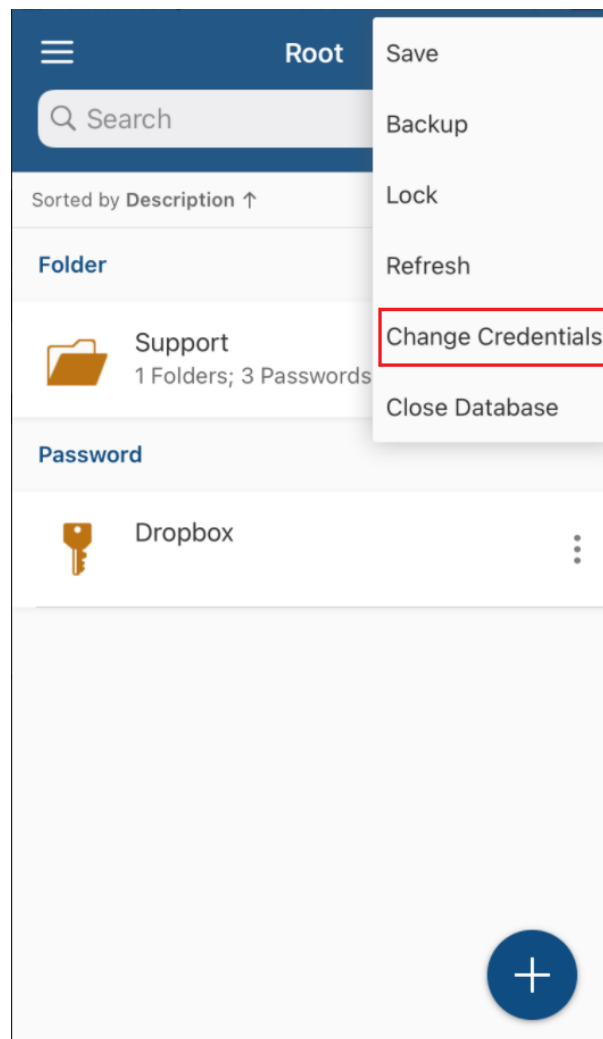 Root
Search
Sorted by Description ↑
Folder
Support
1 Folders; 3 Passwords
Password
Dropbox
Save
Backup
Lock
Refresh
Change Credentials
Close Database